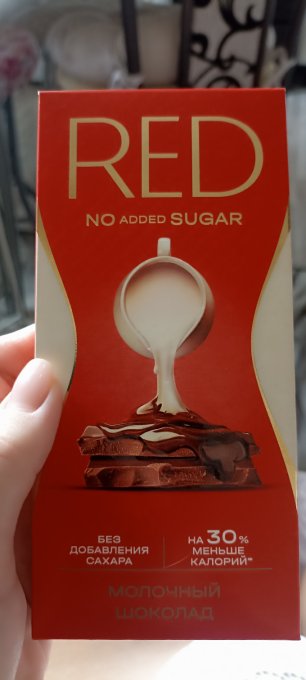 RED
NO ADDED SUGAR
БЕЗ
ДОБАВЛЕНИЯ
САХАРА
НА 30%
МЕНЬШЕ
КАЛОРИЙ**
МОЛОЧНЫЙ
ШОКОЛАД